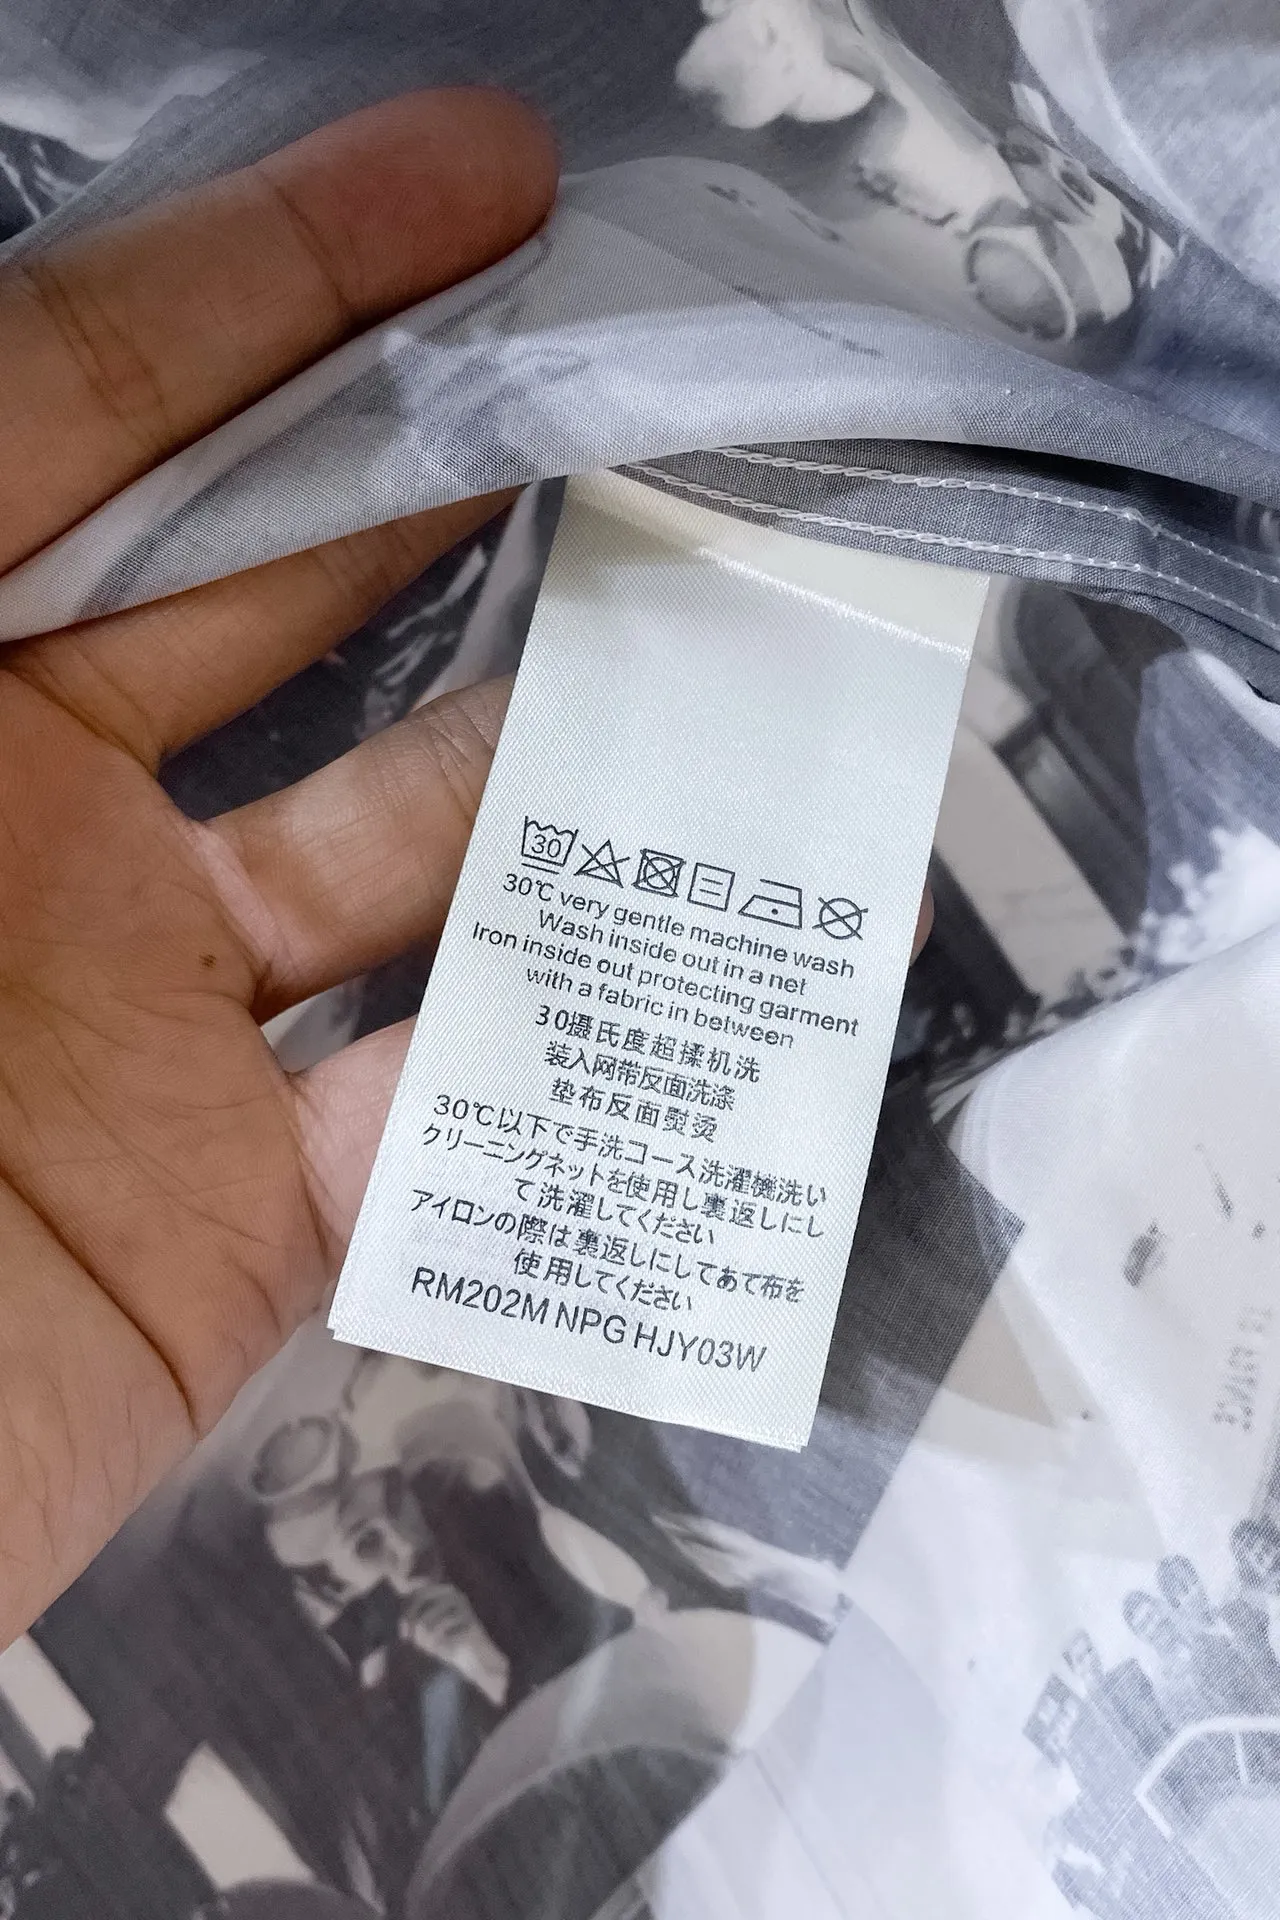 30
30℃ very gentle machine wash
Wash inside out in a net
Iron inside out protecting garment
with a fabric in between
30摄氏度超揉机洗
装入网带反面洗涤
垫布反面熨烫
30℃以下で手洗コース洗濯機洗い
クリーニングネットを使用し裏返しにし
て洗濯してください
アイロンの際は裏返しにしてあて布を
使用してください
RM202M NPG HJY03W